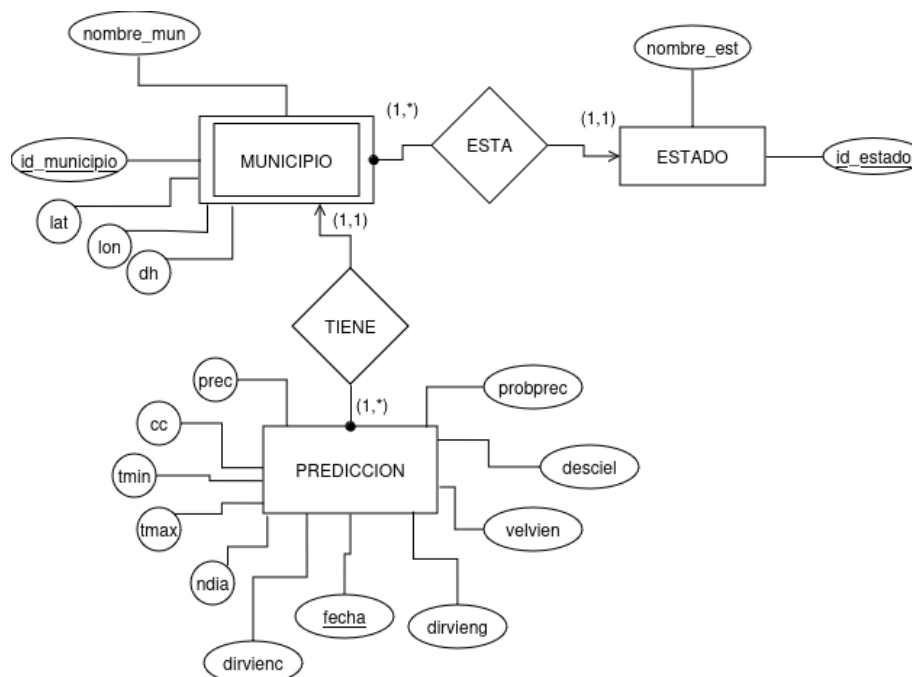 nombre_mun
nombre_est
(1,*)
(1,1)
MUNICIPIO
ESTA
ESTADO
id_municipio
id_estado
lat
lon
dh
(1,1)
TIENE
prec
probprec
(1,*)
cc
PREDICCION
desciel
tmin
tmax
velvien
ndia
fecha
dirvieng
dirvienc